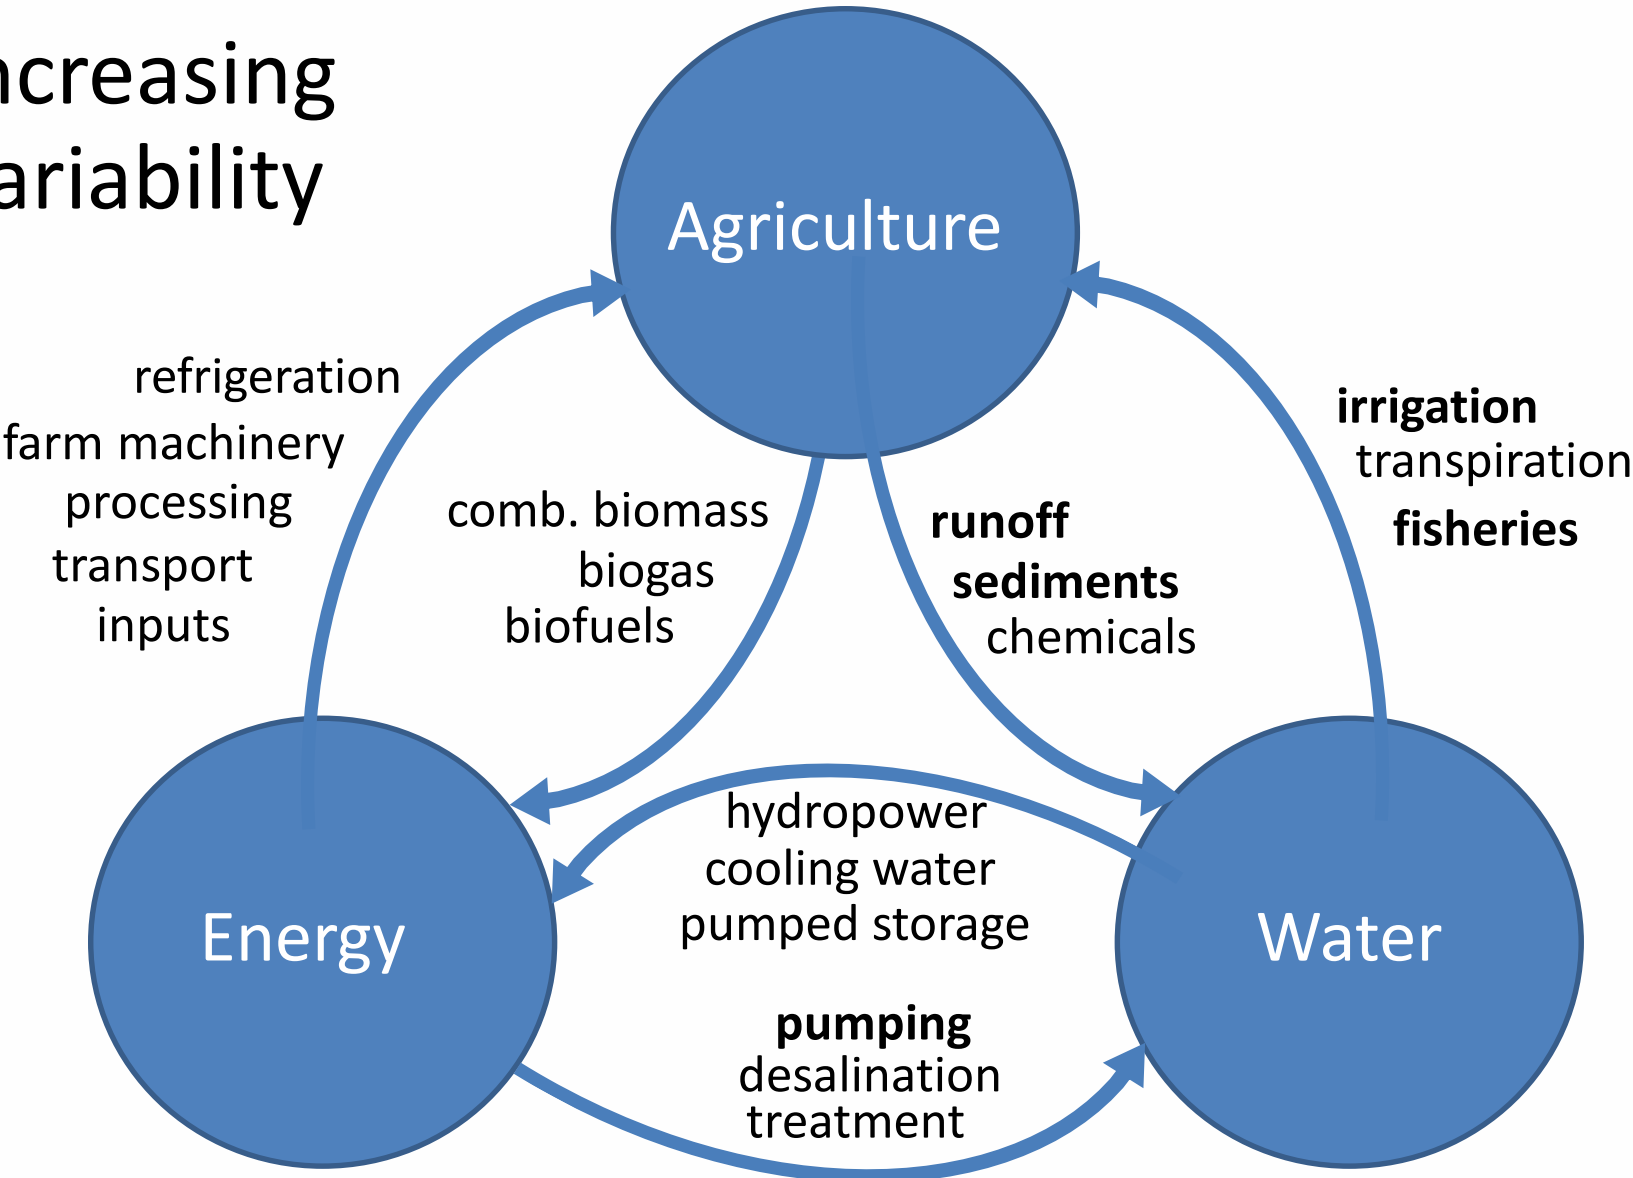 ncreasing
ariability
Agriculture
refrigeration
farm machinery
processing
transport
inputs
comb. biomass
biogas
biofuels
runoff
sediments
chemicals
irrigation
transpiration
fisheries
hydropower
cooling water
pumped storage
Energy
Water
pumping
desalination
treatment